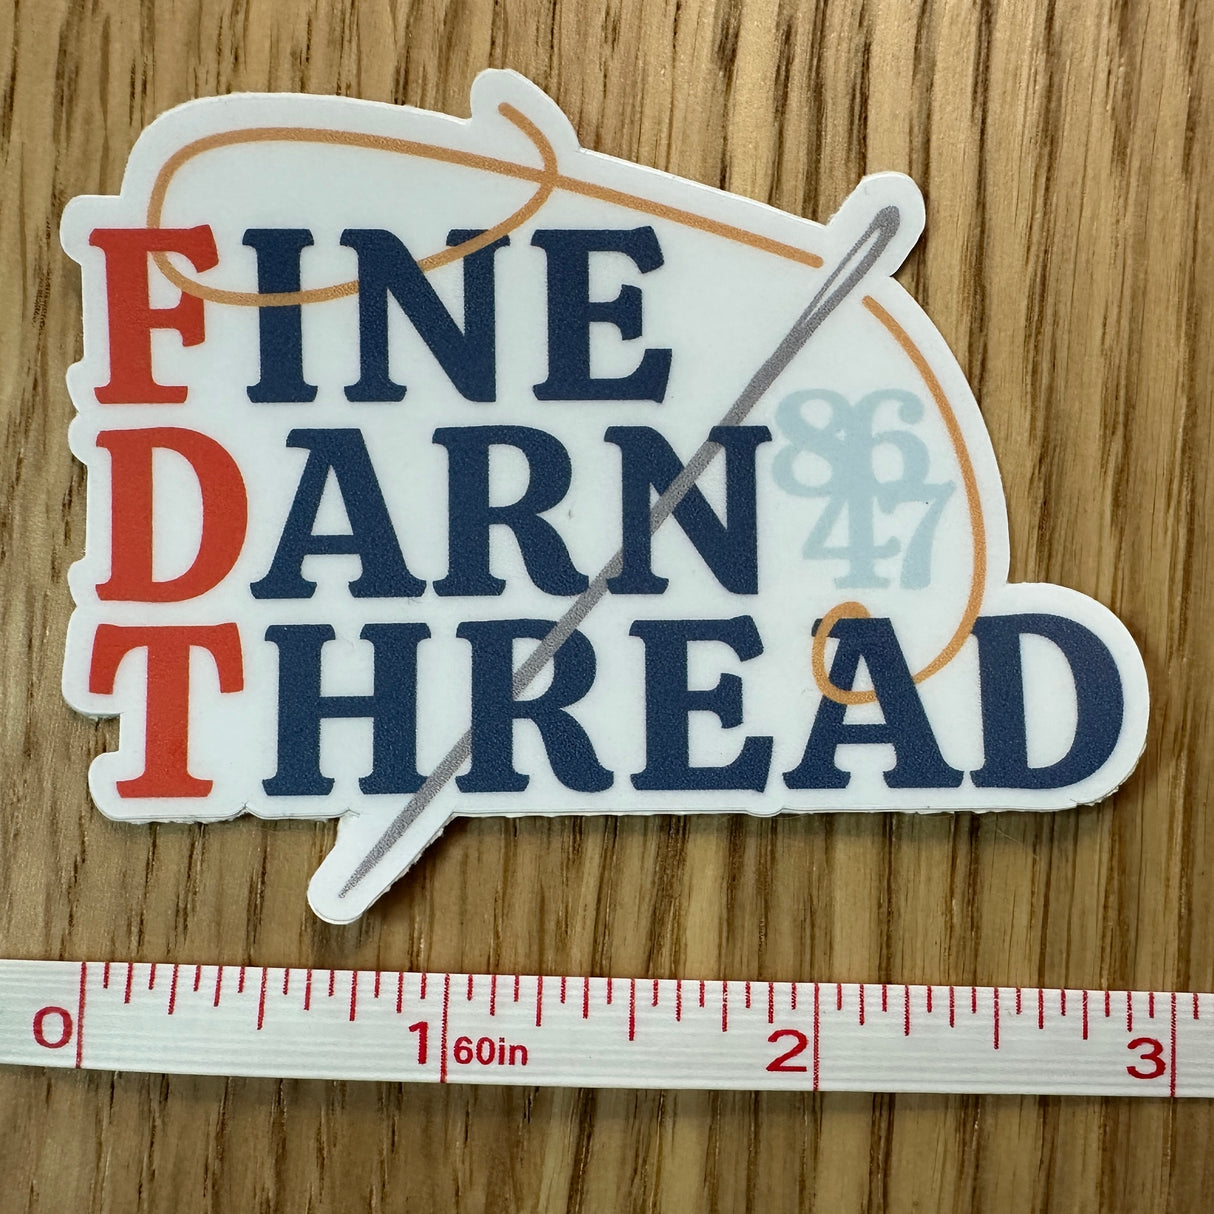 FINE
DARN 86
47
THREAD
0 1 60in 2 3